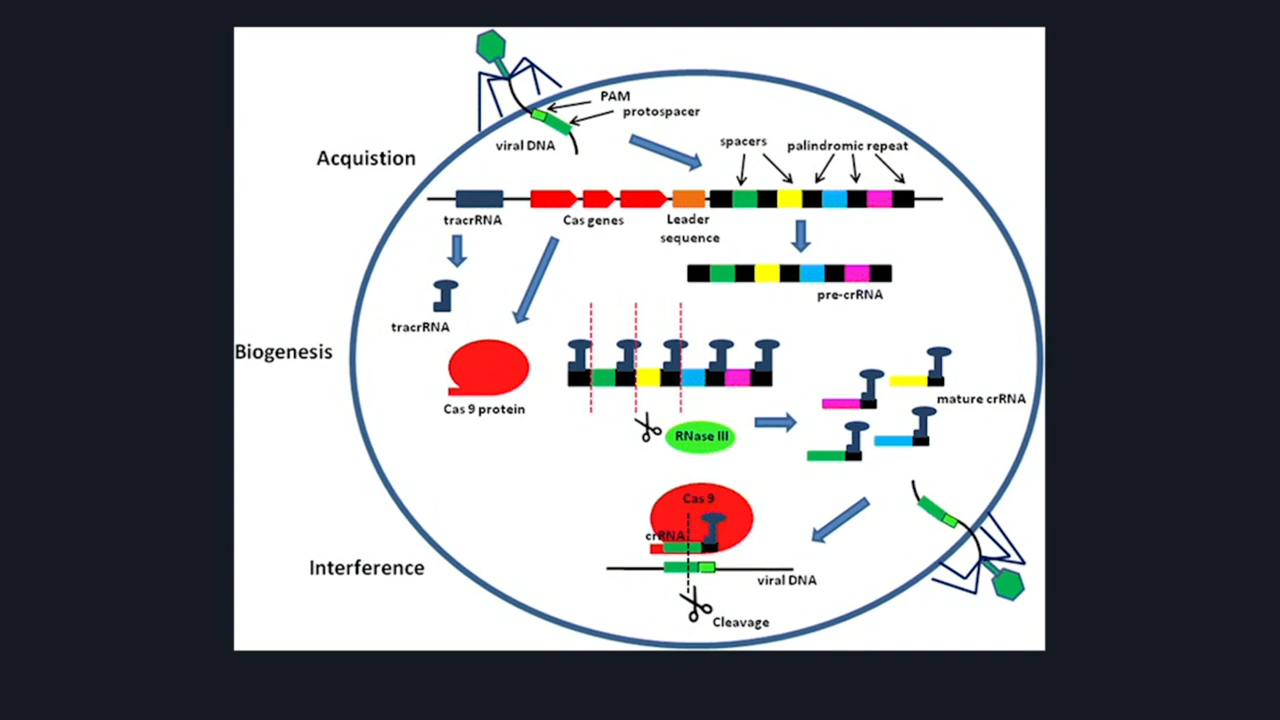 PAM
protospacer
viral DNA
spacers
palindromic repeat
Acquistion
tracrRNA
Cas genes
Leader
sequence
pre-crRNA
tracrRNA
Biogenesis
Cas 9 protein
mature crRNA
RNase III
Cas 9
crRNA
Interference
viral DNA
Cleavage